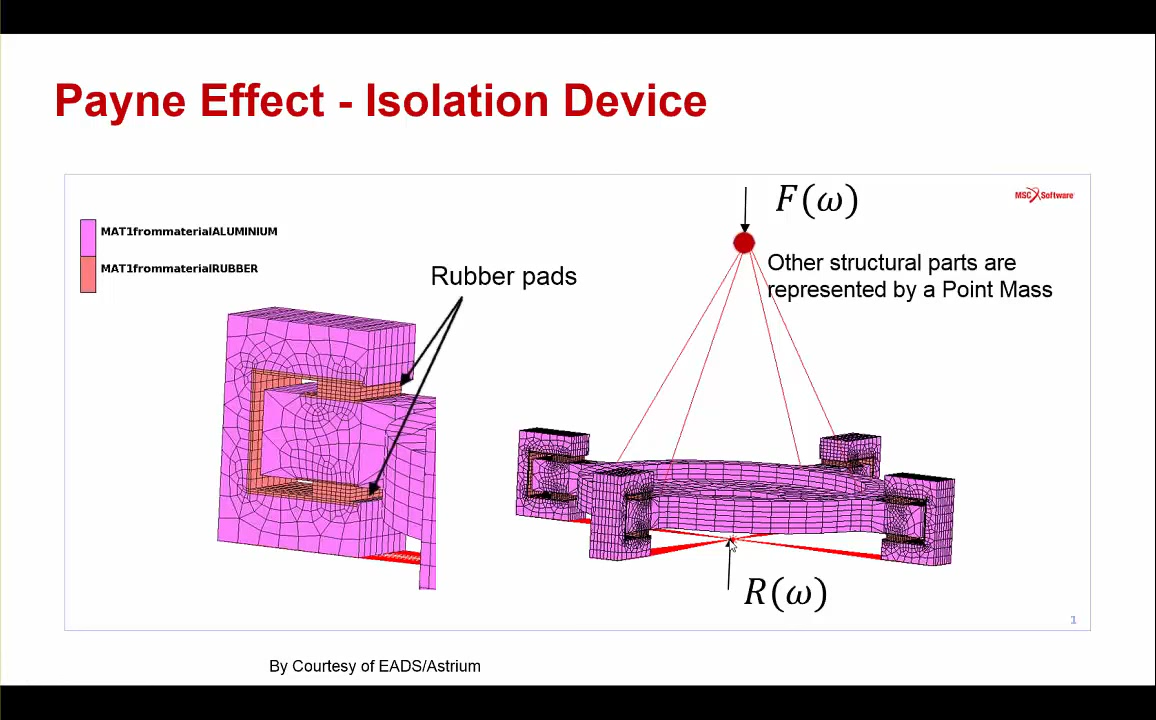 Payne Effect - Isolation Device
MAT1frommaterialALUMINIUM
MAT1frommaterialRUBBER
Rubber pads
F(ω)
MSC Software
Other structural parts are
represented by a Point Mass
R(ω)
1
By Courtesy of EADS/Astrium